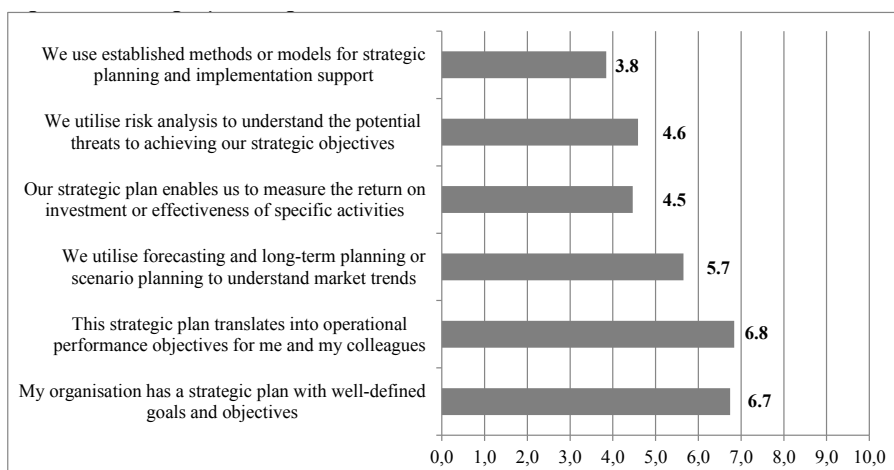 We use established methods or models for strategic
planning and implementation support
3.8
We utilise risk analysis to understand the potential
threats to achieving our strategic objectives
4.6
Our strategic plan enables us to measure the return on
investment or effectiveness of specific activities
4.5
We utilise forecasting and long-term planning or
scenario planning to understand market trends
5.7
This strategic plan translates into operational
performance objectives for me and my colleagues
6.8
My organisation has a strategic plan with well-defined
goals and objectives
6.7
0,0 1,0 2,0 3,0 4,0 5,0 6,0 7,0 8,0 9,0 10,0